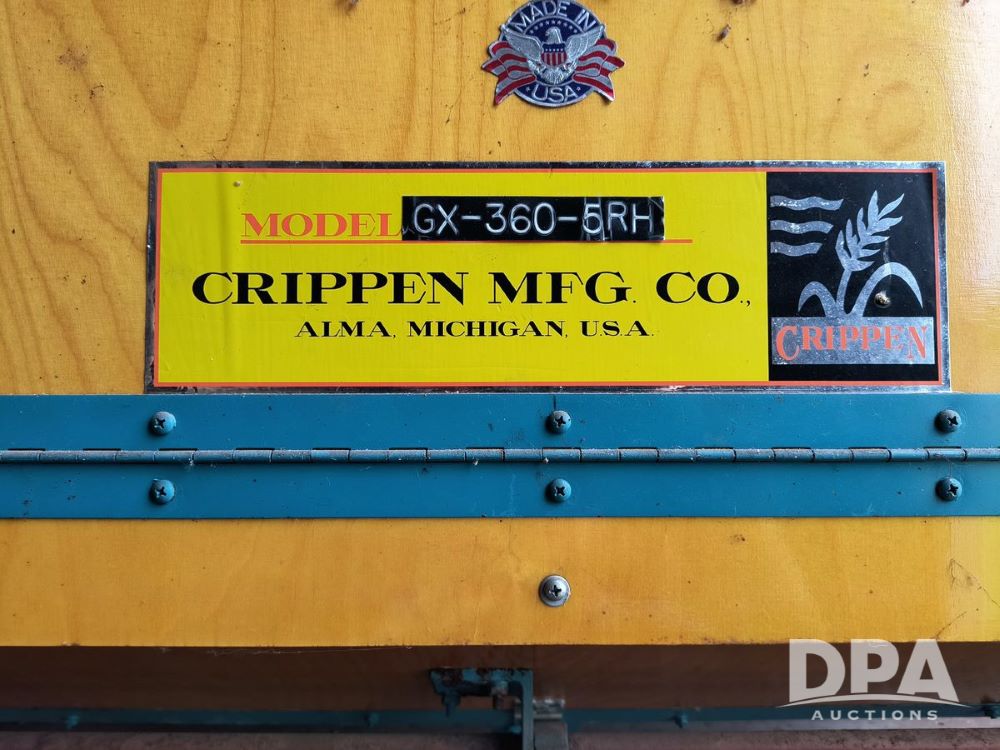 MADE IN
USA
MODEL GX-360-5RH
CRIPPEN MFG. CO.,
ALMA, MICHIGAN, U.S.A.
CRIPPEN
DPA
AUCTIONS